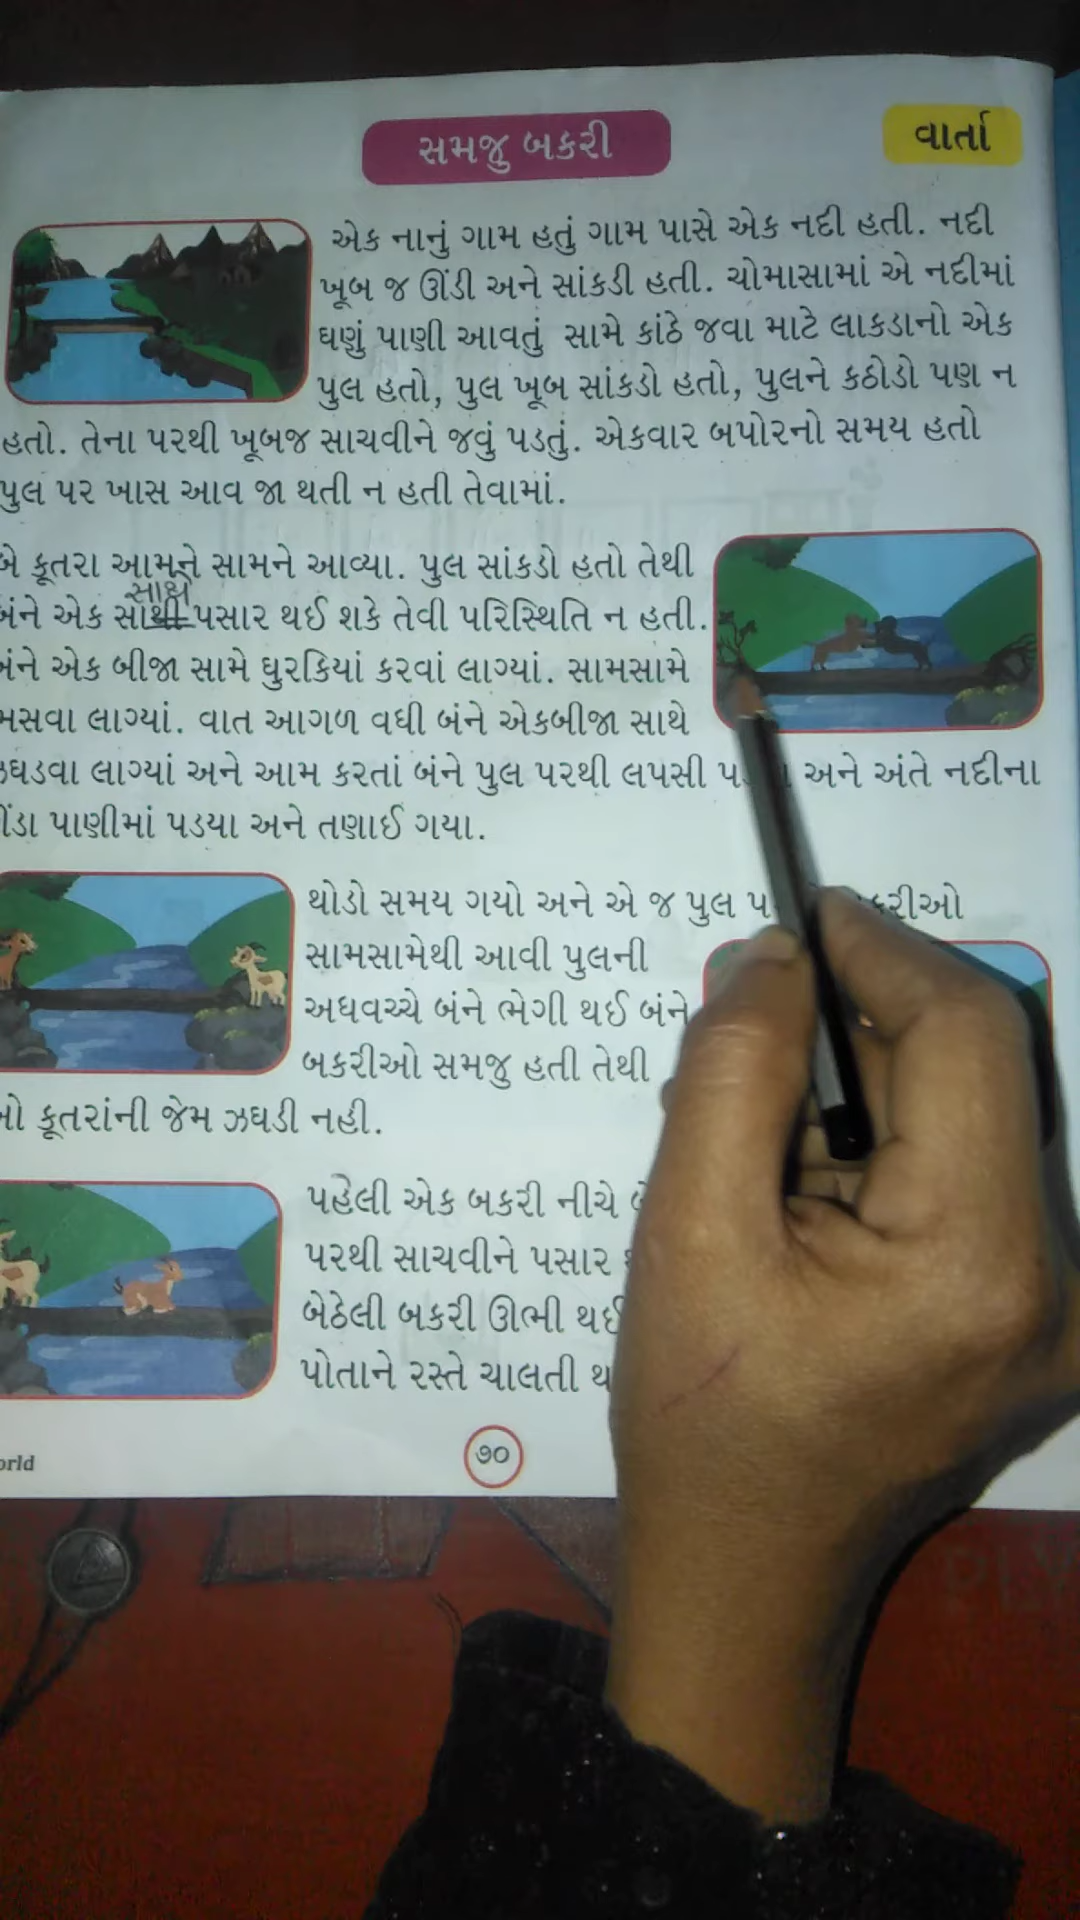 સમજુ બકરી
વાર્તા
એક નાનું ગામ હતું ગામ પાસે એક નદી હતી. નદી
ખૂબ જ ઊંડી અને સાંકડી હતી. ચોમાસામાં એ નદીમાં
ઘણું પાણી આવતું સામે કાંઠે જવા માટે લાકડાનો એક
પુલ હતો, પુલ ખૂબ સાંકડો હતો, પુલને કઠોડો પણ ન
હતો. તેના પરથી ખૂબજ સાચવીને જવું પડતું. એકવાર બપોરનો સમય હતો
પુલ પર ખાસ આવ જા થતી ન હતી તેવામાં.
બે કૂતરા આમને સામને આવ્યા. પુલ સાંકડો હતો તેથી
સાથે
બંને એક સાથી પસાર થઈ શકે તેવી પરિસ્થિતિ ન હતી.
બંને એક બીજા સામે ઘુરકિયાં કરવાં લાગ્યાં. સામસામે
ભસવા લાગ્યાં. વાત આગળ વધી બંને એકબીજા સાથે
ઝઘડવા લાગ્યાં અને આમ કરતાં બંને પુલ પરથી લપસી અને અંતે નદીના
પાણીમાં પડયા અને તણાઈ ગયા.
થોડો સમય ગયો અને એ જ પુલ
સામસામેથી આવી પુલની
અધવચ્ચે બંને ભેગી થઈ બંને
બકરીઓ સમજુ હતી તેથી
કૂતરાંની જેમ ઝઘડી નહી.
પહેલી એક બકરી નીચે
પરથી સાચવીને પસાર
બેઠેલી બકરી ઊભી થઈ
પોતાને રસ્તે ચાલતી
૭૦